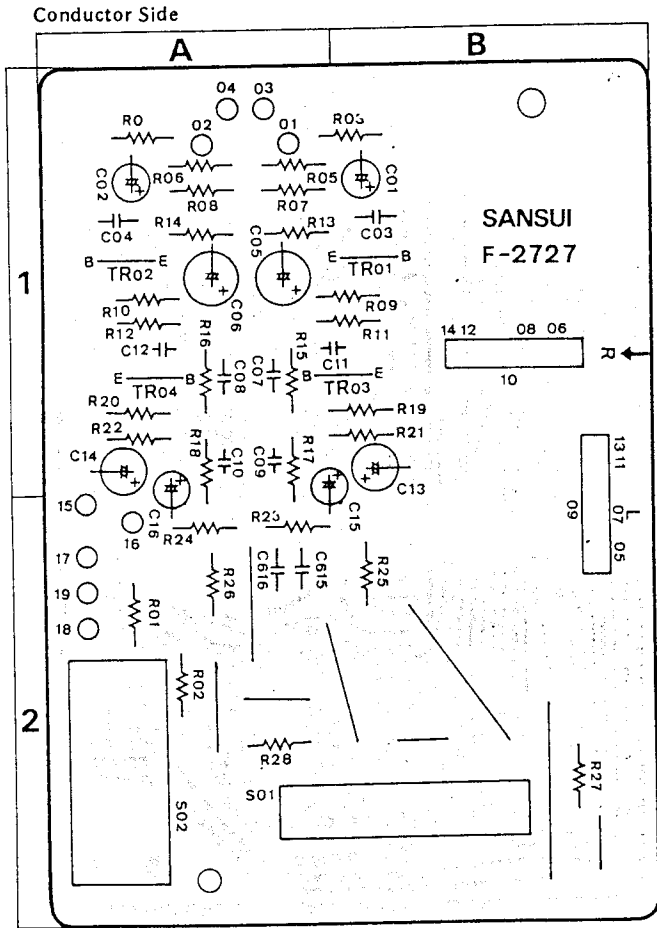 Conductor Side
A B
04 03
R0
02 01
R03
C02
R06
R05
C01
R08
R07
C04
R14
C05
R13
C03
SANSUI
F-2727
B E
TR02
E B
TR01
1
R10
C06
R09
R12
R16
R15
R11
C12
C08
C07
C11
14 12 08 06
10
R
E B
TR04
B E
TR03
R20
R19
R22
R21
C14
R18
C10
C09
R17
C13
13 11
09
L
07
05
15
16
C16
R24
R23
C15
17
R26
C616
C615
R25
19
18
R01
R02
2
R28
R27
S01
S02